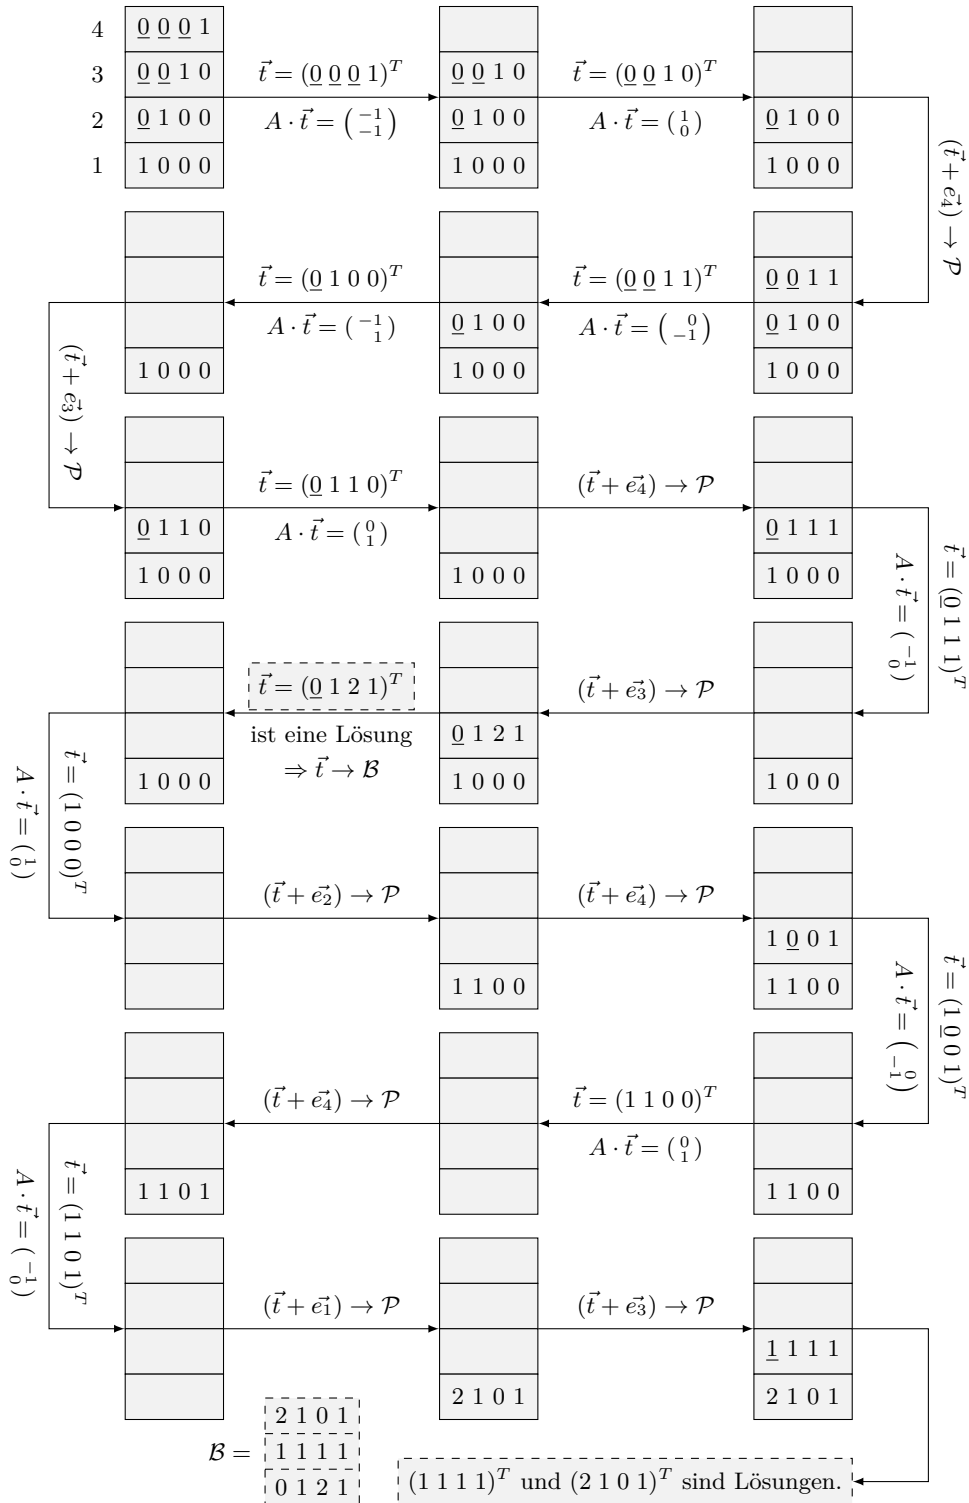 4 0 0 0 1
3 0 0 1 0
2 0 1 0 0
1 1 0 0 0
t⃗ = (0 0 0 1)^T
A · t⃗ = (−1 −1)
0 0 1 0
0 1 0 0
1 0 0 0
t⃗ = (0 0 1 0)^T
A · t⃗ = (1 0)
0 1 0 0
1 0 0 0
(t⃗ + e⃗4) → P
0 0 1 1
0 1 0 0
1 0 0 0
t⃗ = (0 0 1 1)^T
A · t⃗ = (0 −1)
0 1 0 0
1 0 0 0
t⃗ = (0 1 0 0)^T
A · t⃗ = (−1 1)
1 0 0 0
(t⃗ + e⃗3) → P
0 1 1 0
1 0 0 0
t⃗ = (0 1 1 0)^T
A · t⃗ = (0 1)
1 0 0 0
(t⃗ + e⃗4) → P
0 1 1 1
1 0 0 0
t⃗ = (0 1 1 1)^T
A · t⃗ = (−1 0)
1 0 0 0
(t⃗ + e⃗3) → P
0 1 2 1
1 0 0 0
t⃗ = (0 1 2 1)^T
ist eine Lösung
⇒ t⃗ → B
1 0 0 0
t⃗ = (1 0 0 0)^T
A · t⃗ = (1 0)
(t⃗ + e⃗2) → P
1 1 0 0
(t⃗ + e⃗4) → P
1 0 0 1
1 1 0 0
t⃗ = (1 0 0 1)^T
A · t⃗ = (0 −1)
1 1 0 0
t⃗ = (1 1 0 0)^T
A · t⃗ = (0 1)
(t⃗ + e⃗4) → P
1 1 0 1
t⃗ = (1 1 0 1)^T
A · t⃗ = (−1 0)
(t⃗ + e⃗1) → P
2 1 0 1
(t⃗ + e⃗3) → P
1 1 1 1
2 1 0 1
(1 1 1 1)^T und (2 1 0 1)^T sind Lösungen.
2 1 0 1
B = 1 1 1 1
0 1 2 1